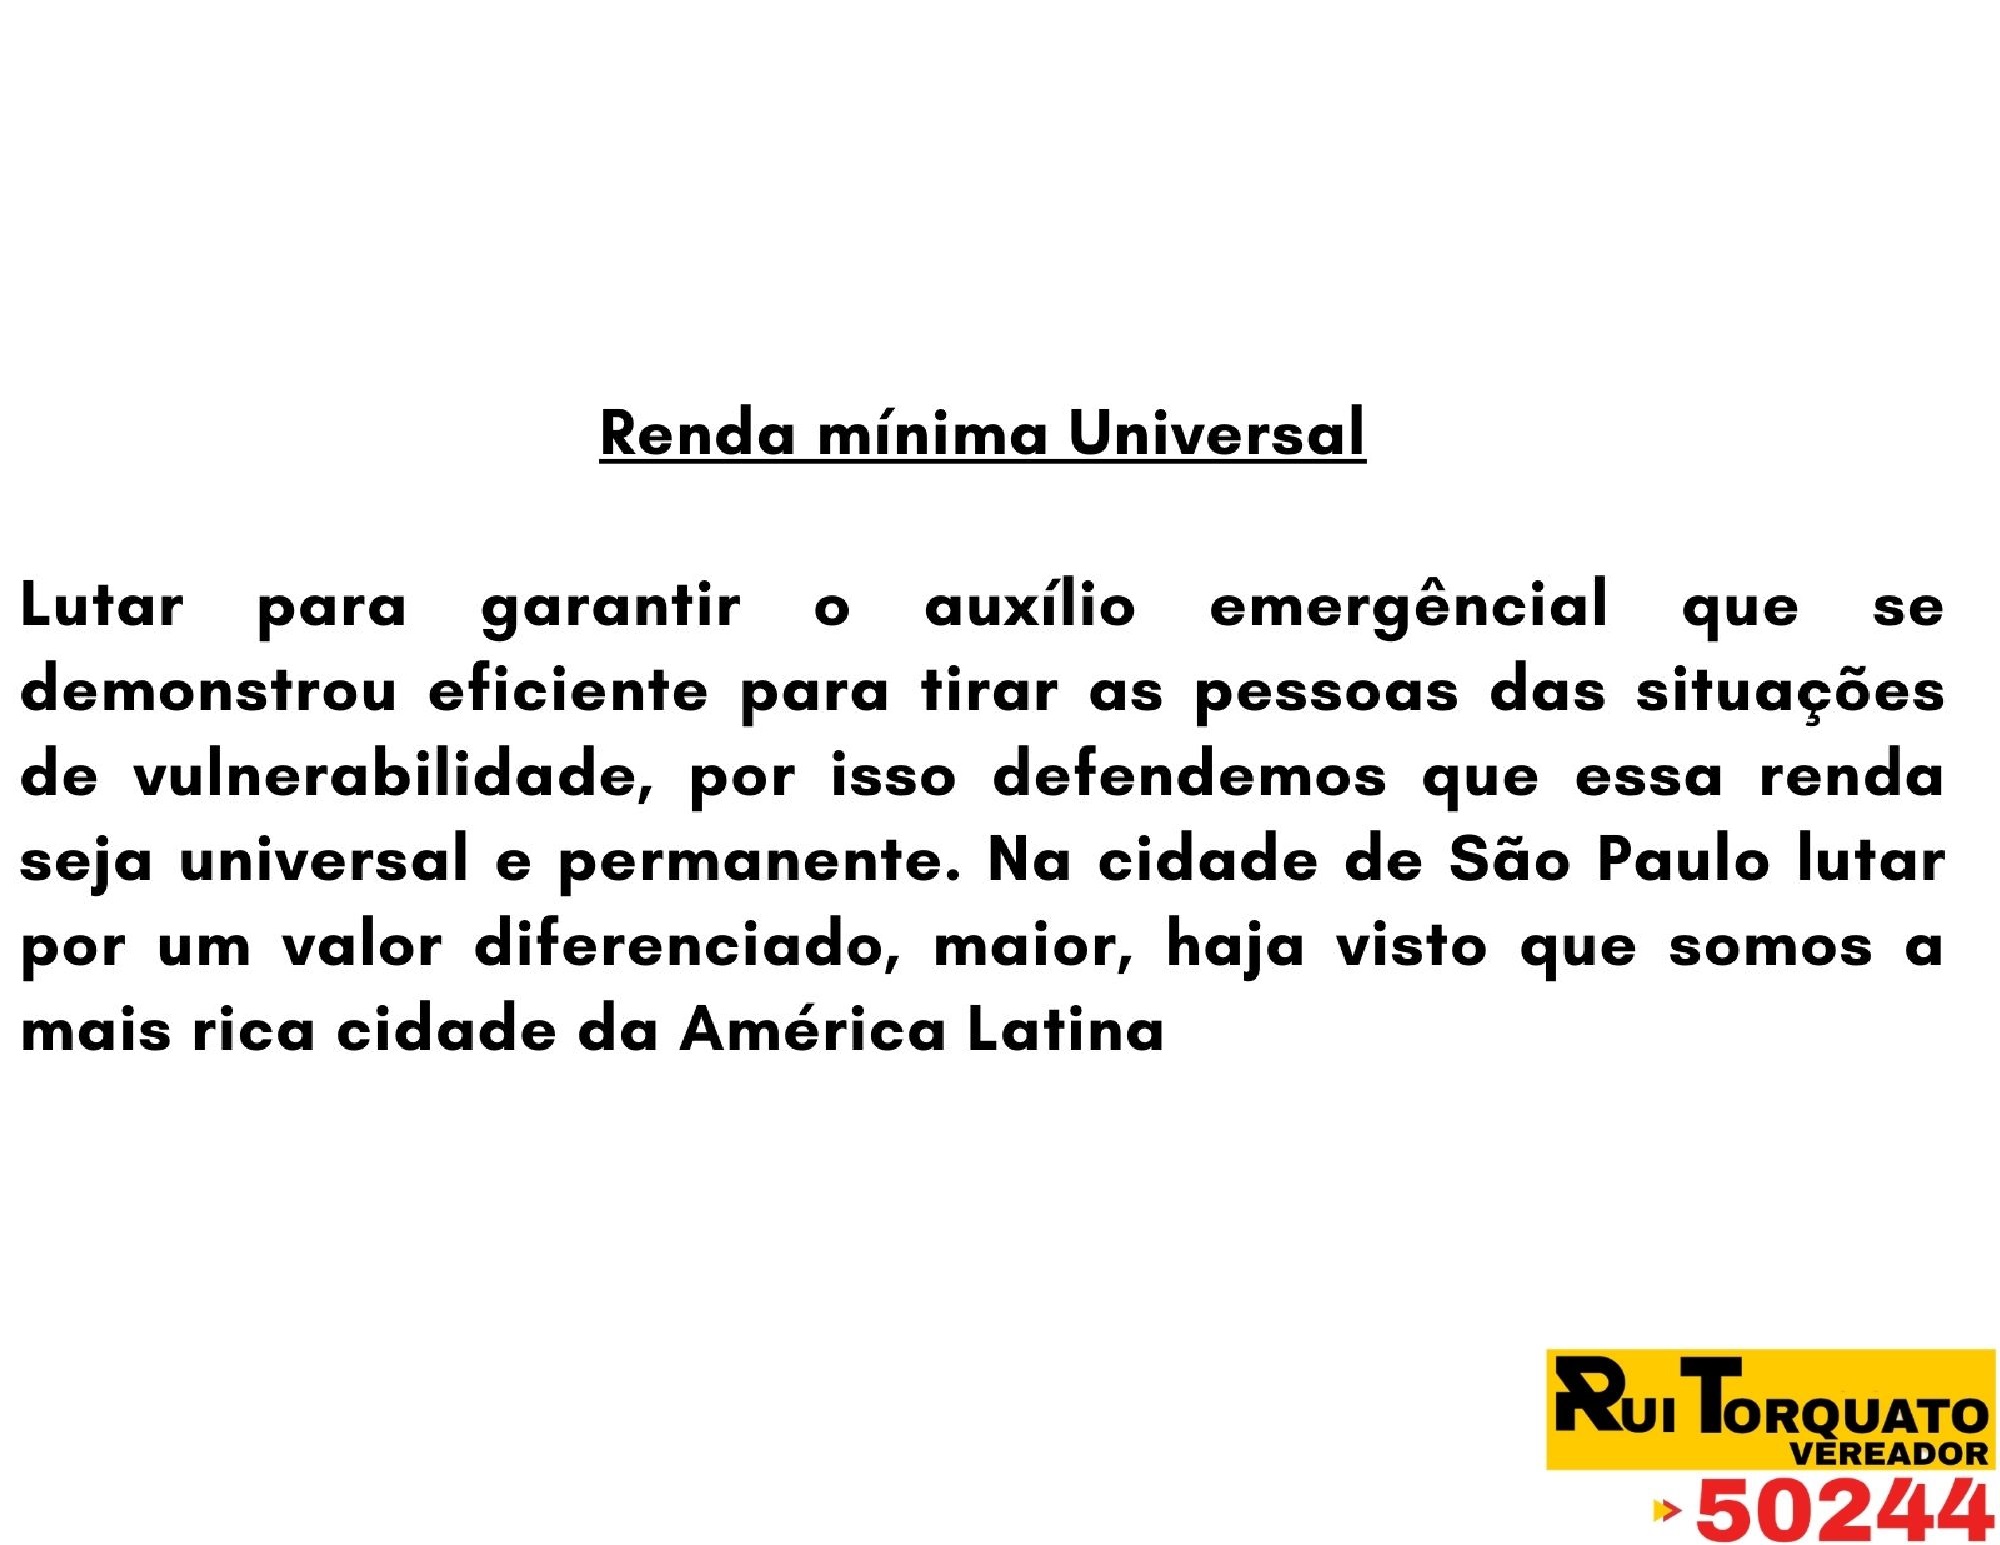 Renda mínima Universal
Lutar para garantir o auxílio emergêncial que se
demonstrou eficiente para tirar as pessoas das situações
de vulnerabilidade, por isso defendemos que essa renda
seja universal e permanente. Na cidade de São Paulo lutar
por um valor diferenciado, maior, haja visto que somos a
mais rica cidade da América Latina
RUI TORQUATO
VEREADOR
50244